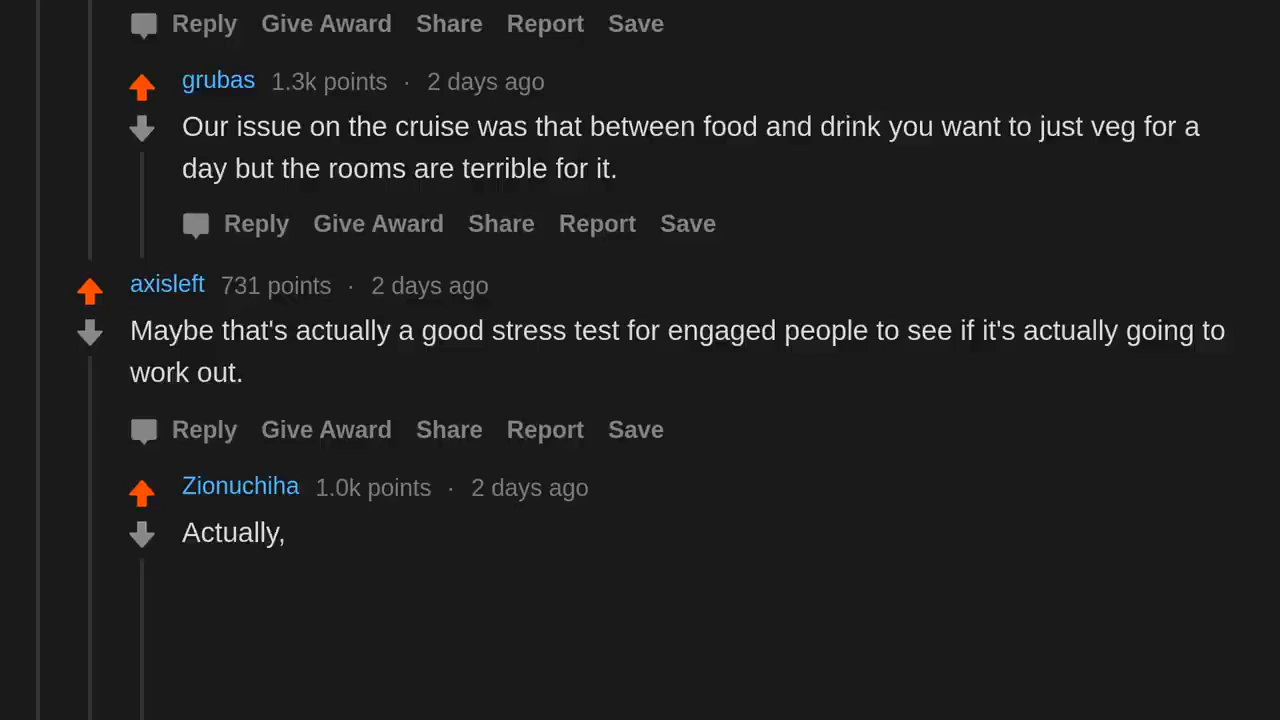 Reply Give Award Share Report Save
grubas 1.3k points · 2 days ago
Our issue on the cruise was that between food and drink you want to just veg for a
day but the rooms are terrible for it.
Reply Give Award Share Report Save
axisleft 731 points · 2 days ago
Maybe that's actually a good stress test for engaged people to see if it's actually going to
work out.
Reply Give Award Share Report Save
Zionuchiha 1.0k points · 2 days ago
Actually,